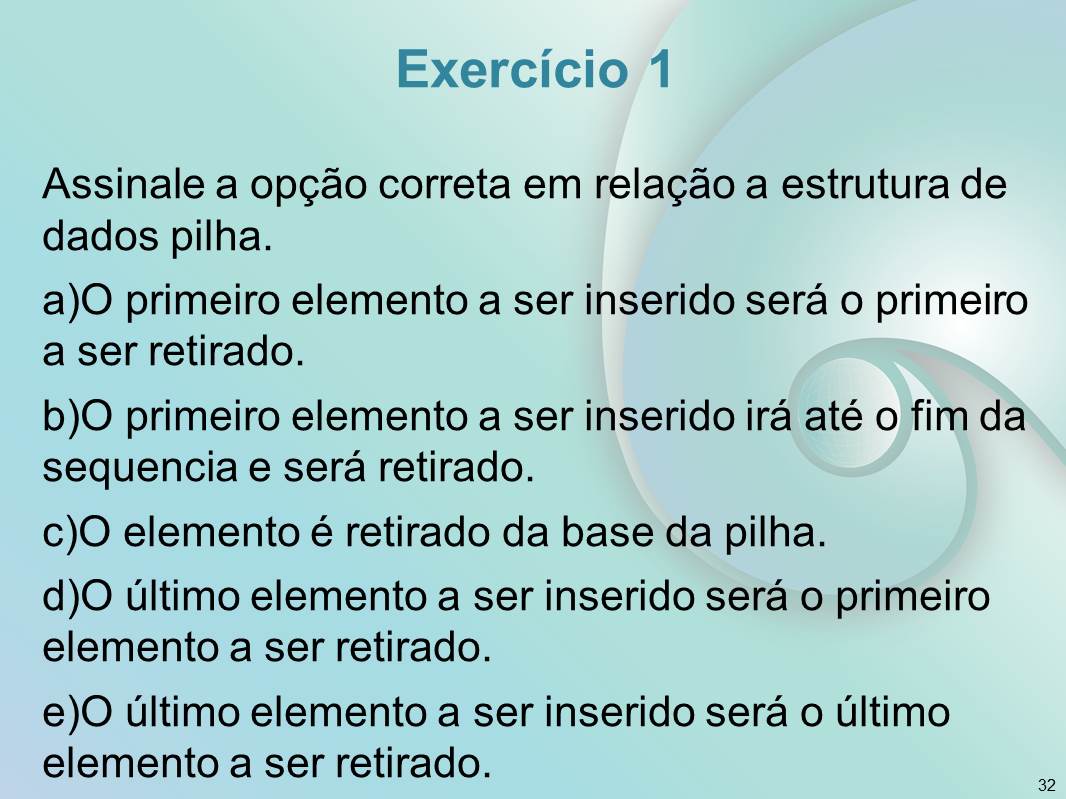 Exercício 1
Assinale a opção correta em relação a estrutura de
dados pilha.
a)O primeiro elemento a ser inserido será o primeiro
a ser retirado.
b)O primeiro elemento a ser inserido irá até o fim da
sequencia e será retirado.
c)O elemento é retirado da base da pilha.
d)O último elemento a ser inserido será o primeiro
elemento a ser retirado.
e)O último elemento a ser inserido será o último
elemento a ser retirado.
32